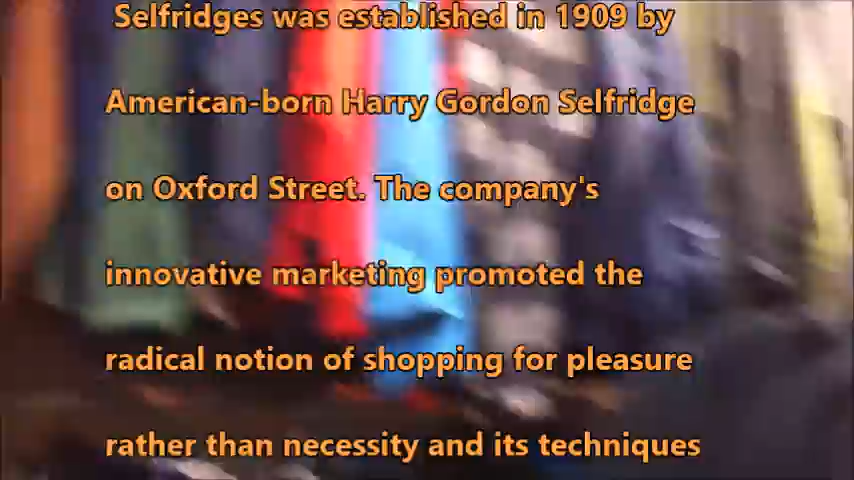 Selfridges was established in 1909 by
American-born Harry Gordon Selfridge
on Oxford Street. The company's
innovative marketing promoted the
radical notion of shopping for pleasure
rather than necessity and its techniques